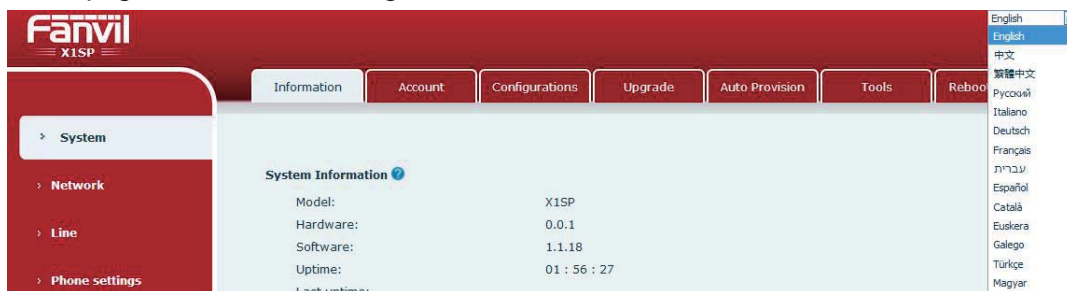 Fanvil
X1SP
English
English
中文
繁體中文
Русский
Italiano
Deutsch
Français
עברית
Español
Català
Euskera
Galego
Türkçe
Magyar
Information
Account
Configurations
Upgrade
Auto Provision
Tools
› System
› Network
› Line
› Phone settings
System Information
Model: X1SP
Hardware: 0.0.1
Software: 1.1.18
Uptime: 01 : 56 : 27